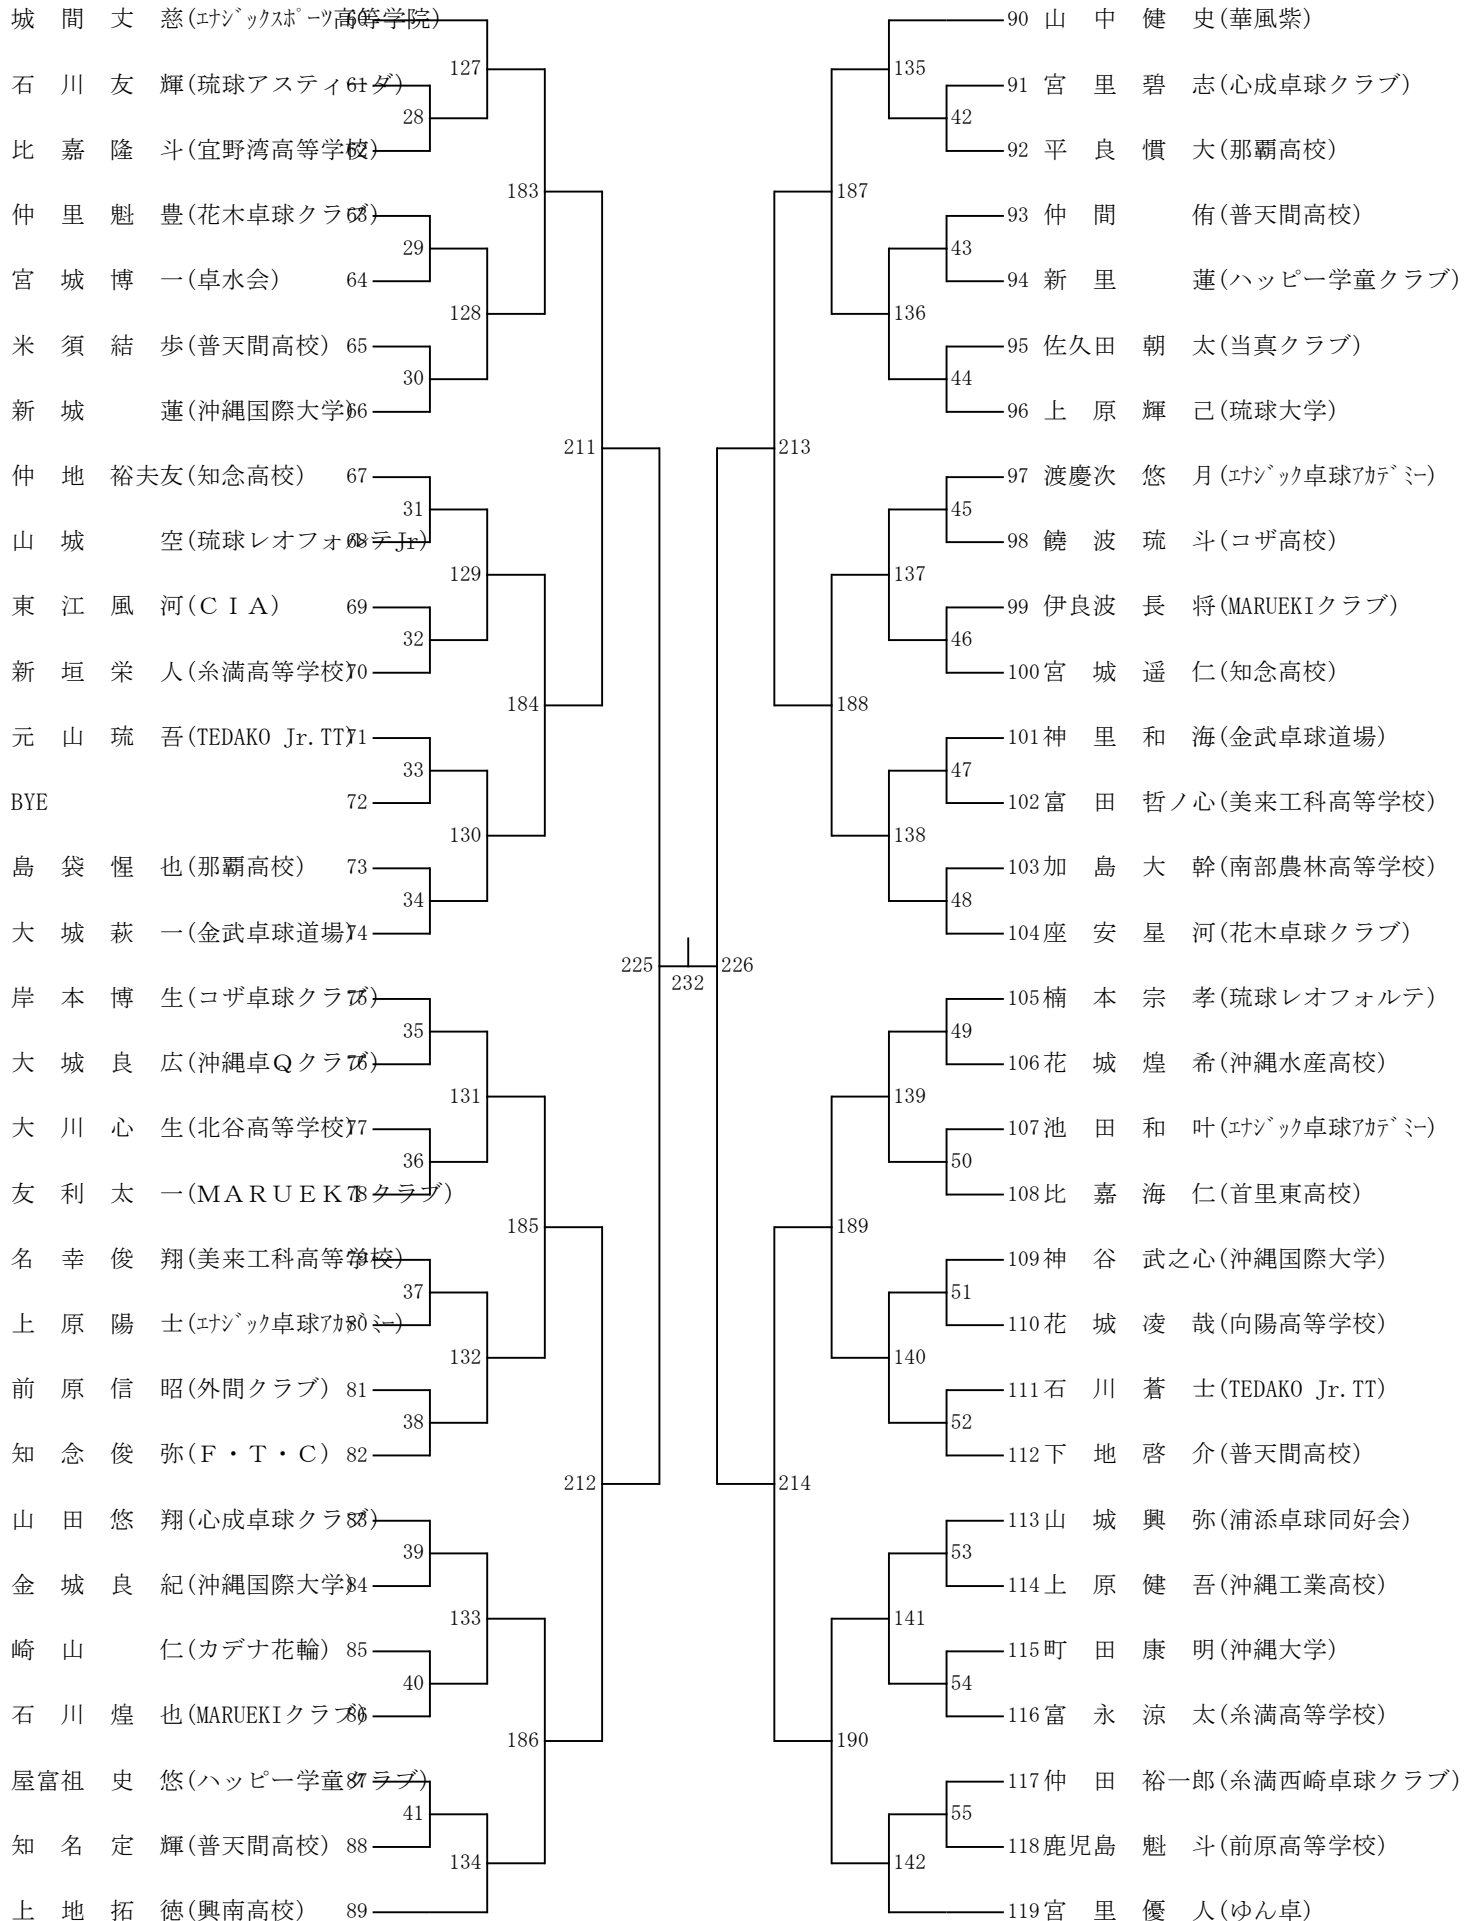 城 間 丈 慈(エナジックスポーツ高等学院) 60
127
石 川 友 輝(琉球アスティーダ) 61
28
比 嘉 隆 斗(宜野湾高等学校) 62
183
仲 里 魁 豊(花木卓球クラブ) 63
29
宮 城 博 一(卓水会) 64
128
米 須 結 歩(普天間高校) 65
30
新 城 蓮(沖縄国際大学) 66
211
仲 地 裕夫友(知念高校) 67
31
山 城 空(琉球レオフォルテJr) 68
129
東 江 風 河(CIA) 69
32
新 垣 栄 人(糸満高等学校) 70
184
元 山 琉 吾(TEDAKO Jr.TT) 71
33
BYE 72
130
島 袋 惺 也(那覇高校) 73
34
大 城 萩 一(金武卓球道場) 74
225
岸 本 博 生(コザ卓球クラブ) 75
35
大 城 良 広(沖縄卓Qクラブ) 76
131
大 川 心 生(北谷高等学校) 77
36
友 利 太 一(MARUEKIクラブ) 78
185
名 幸 俊 翔(美来工科高等学校) 79
37
上 原 陽 士(エナジック卓球アカデミー) 80
132
前 原 信 昭(外間クラブ) 81
38
知 念 俊 弥(F・T・C) 82
212
山 田 悠 翔(心成卓球クラブ) 83
39
金 城 良 紀(沖縄国際大学) 84
133
崎 山 仁(カデナ花輪) 85
40
石 川 煌 也(MARUEKIクラブ) 86
186
屋富祖 史 悠(ハッピー学童クラブ) 87
41
知 名 定 輝(普天間高校) 88
134
上 地 拓 徳(興南高校) 89
232
90 山 中 健 史(華風紫)
135
91 宮 里 碧 志(心成卓球クラブ)
42
92 平 良 慣 大(那覇高校)
187
93 仲 間 侑(普天間高校)
43
94 新 里 蓮(ハッピー学童クラブ)
136
95 佐久田 朝 太(当真クラブ)
44
96 上 原 輝 己(琉球大学)
213
97 渡慶次 悠 月(エナジック卓球アカデミー)
45
98 饒 波 琉 斗(コザ高校)
137
99 伊良波 長 将(MARUEKIクラブ)
46
100 宮 城 遥 仁(知念高校)
188
101 神 里 和 海(金武卓球道場)
47
102 富 田 哲ノ心(美来工科高等学校)
138
103 加 島 大 幹(南部農林高等学校)
48
104 座 安 星 河(花木卓球クラブ)
226
105 楠 本 宗 孝(琉球レオフォルテ)
49
106 花 城 煌 希(沖縄水産高校)
139
107 池 田 和 叶(エナジック卓球アカデミー)
50
108 比 嘉 海 仁(首里東高校)
189
109 神 谷 武之心(沖縄国際大学)
51
110 花 城 凌 哉(向陽高等学校)
140
111 石 川 蒼 士(TEDAKO Jr.TT)
52
112 下 地 啓 介(普天間高校)
214
113 山 城 興 弥(浦添卓球同好会)
53
114 上 原 健 吾(沖縄工業高校)
141
115 町 田 康 明(沖縄大学)
54
116 富 永 涼 太(糸満高等学校)
190
117 仲 田 裕一郎(糸満西崎卓球クラブ)
55
118 鹿児島 魁 斗(前原高等学校)
142
119 宮 里 優 人(ゆん卓)